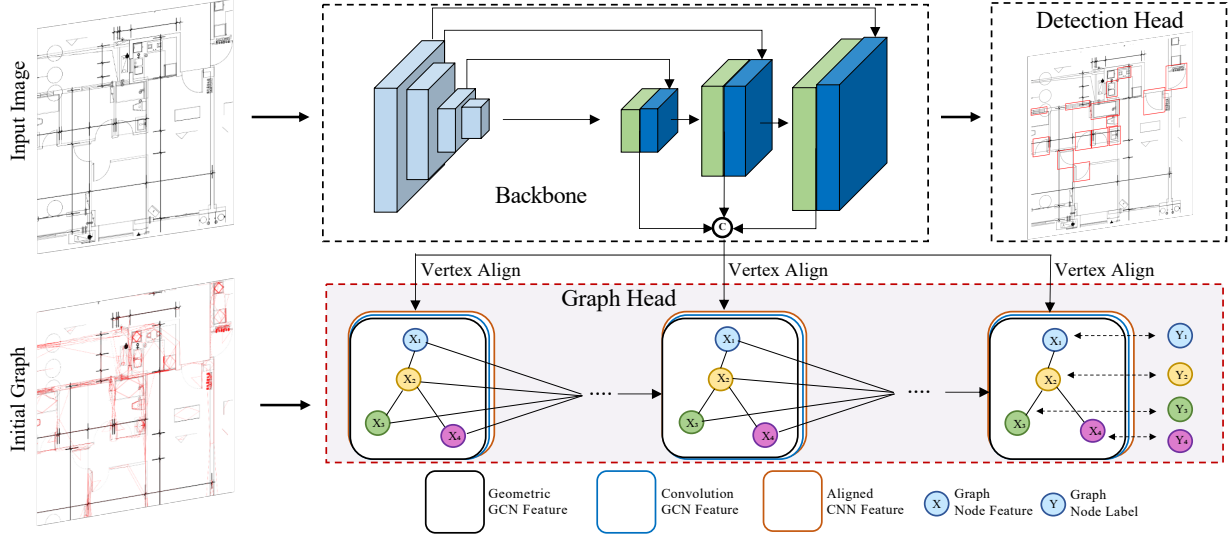 Input Image
Backbone
C
Detection Head
Vertex Align
Vertex Align
Vertex Align
Initial Graph
Graph Head
X₁
X₂
X₃
X₄
....
X₁
X₂
X₃
X₄
....
X₁
X₂
X₃
X₄
Y₁
Y₂
Y₃
Y₄
Geometric
GCN Feature
Convolution
GCN Feature
Aligned
CNN Feature
X
Graph
Node Feature
Y
Graph
Node Label